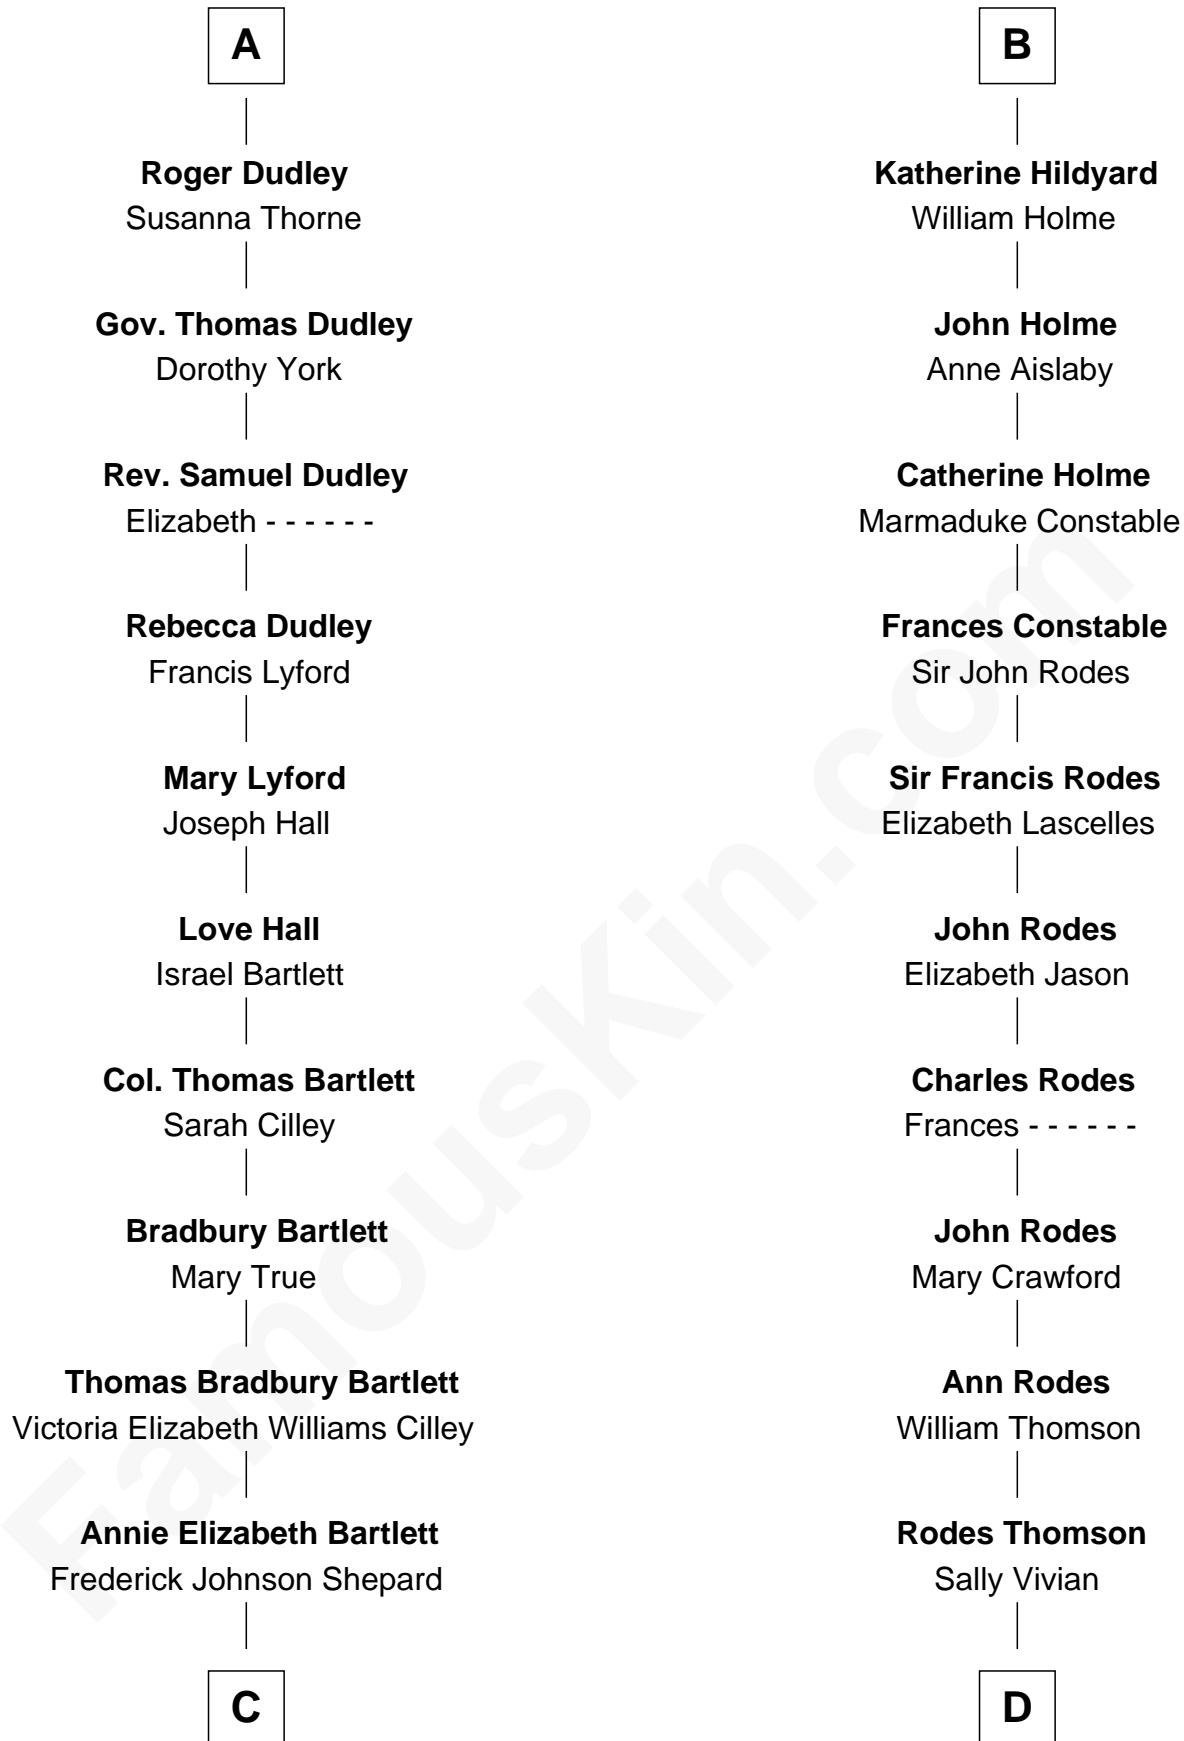 A
Roger Dudley
Susanna Thorne
Gov. Thomas Dudley
Dorothy York
Rev. Samuel Dudley
Elizabeth - - - - - -
Rebecca Dudley
Francis Lyford
Mary Lyford
Joseph Hall
Love Hall
Israel Bartlett
Col. Thomas Bartlett
Sarah Cilley
Bradbury Bartlett
Mary True
Thomas Bradbury Bartlett
Victoria Elizabeth Williams Cilley
Annie Elizabeth Bartlett
Frederick Johnson Shepard
C
B
Katherine Hildyard
William Holme
John Holme
Anne Aislaby
Catherine Holme
Marmaduke Constable
Frances Constable
Sir John Rodes
Sir Francis Rodes
Elizabeth Lascelles
John Rodes
Elizabeth Jason
Charles Rodes
Frances - - - - - -
John Rodes
Mary Crawford
Ann Rodes
William Thomson
Rodes Thomson
Sally Vivian
D
FamousKin.com